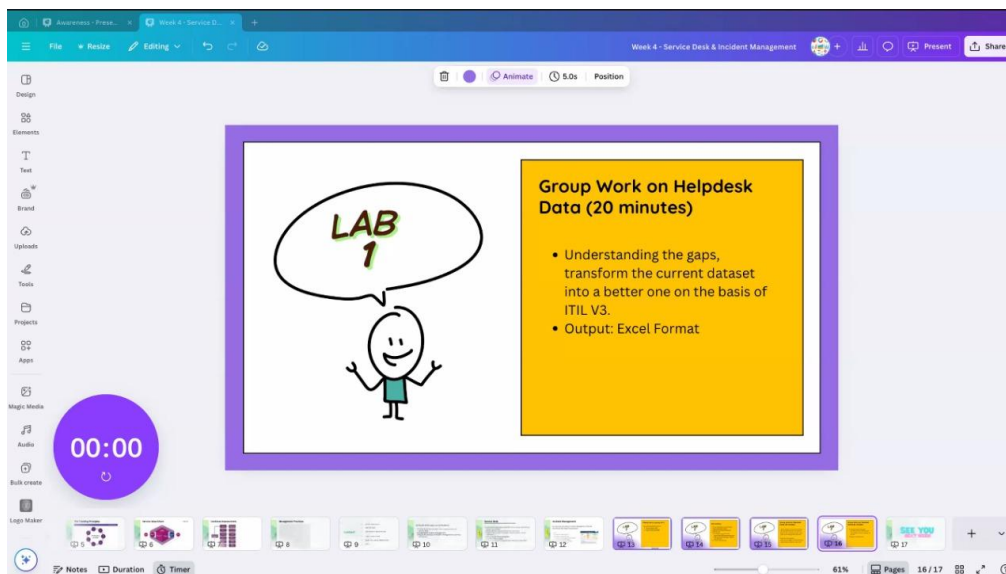 Awareness - Prese...
Week 4 - Service D...
File
Resize
Editing
Week 4 - Service Desk & Incident Management
Present
Share
Animate
5.0s
Position
Design
Elements
Text
Brand
Uploads
Tools
Projects
Apps
Magic Media
Audio
Bulk create
Logo Maker
LAB
1
Group Work on Helpdesk
Data (20 minutes)
• Understanding the gaps,
transform the current dataset
into a better one on the basis of
ITIL V3.
• Output: Excel Format
00:00
5
6
7
8
9
10
11
12
13
14
15
16
SEE YOU
17
Notes
Duration
Timer
61%
Pages
16/17